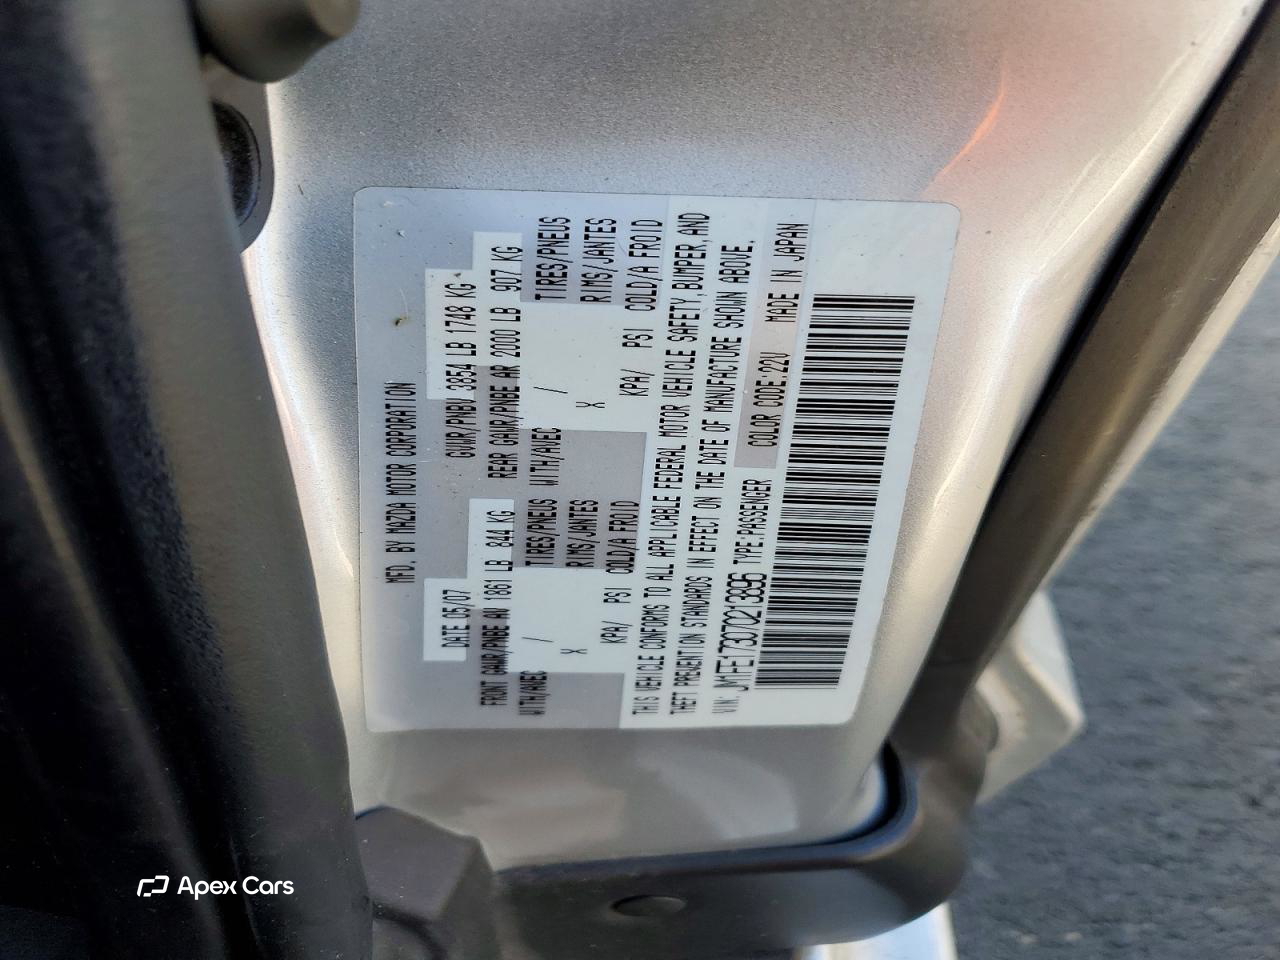 MFD. BY MAZDA MOTOR CORPORATION
DATE 05/07 GVWR/PNBV 3854 LB 1748 KG
FRONT GAWR/PNBE AV 1861 LB 844 KG REAR GAWR/PNBE AR 2000 LB 907 KG
WITH/AVEC / TIRES/PNEUS WITH/AVEC / TIRES/PNEUS
X RIMS/JANTES X RIMS/JANTES
KPA/ PSI COLD/A FROID KPA/ PSI COLD/A FROID
THIS VEHICLE CONFORMS TO ALL APPLICABLE FEDERAL MOTOR VEHICLE SAFETY, BUMPER, AND
THEFT PREVENTION STANDARDS IN EFFECT ON THE DATE OF MANUFACTURE SHOWN ABOVE.
VIN: JM1FE173070213896 TYPE:PASSENGER COLOR CODE:22V MADE IN JAPAN
Apex Cars